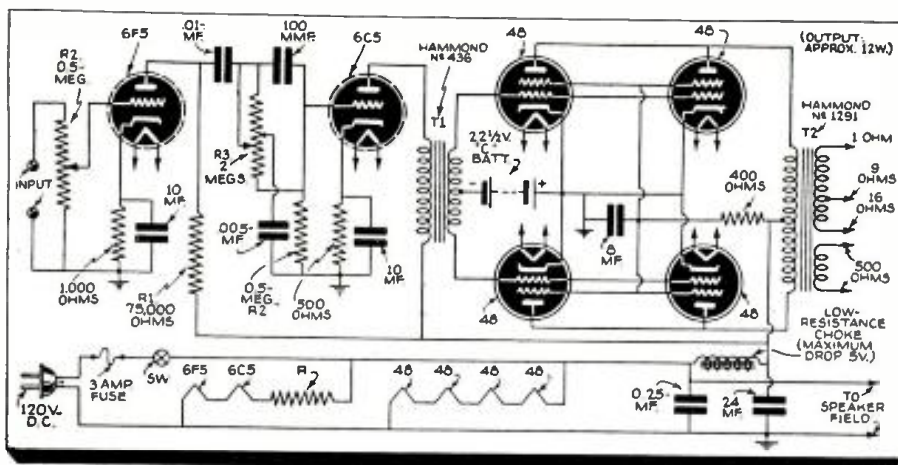 6F5
.01-
MF.
100
MMF.
6C5
48
48
(OUTPUT:
APPROX. 12W.)
R2
0.5-
MEG.
HAMMOND
Nº 436
HAMMOND
Nº 1291
T1
22½V.
"C"-
BATT.
T2
1 OHM
INPUT
R3
2
MEGS
-
+
400
OHMS
9
OHMS
16
OHMS
10
MF.
.005-
MF.
8
MF.
10
MF.
500
OHMS
1,000
OHMS
R1
75,000
OHMS
0.5-
MEG.
R2
500
OHMS
48
48
LOW-
RESISTANCE
CHOKE
(MAXIMUM
DROP 5V.)
3 AMP.
FUSE
SW.
6F5
6C5
R
48
48
48
48
120V.
D.C.
0.25-
MF.
24
MF.
TO
SPEAKER
FIELD